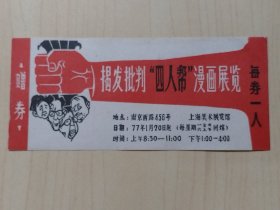 赠券
揭发批判“四人帮”漫画展览
每券一人
地点：南京西路456号 上海美术展览馆
日期：77年1月20日起
时间：上午8:30—11:00 下午1:00—4:00